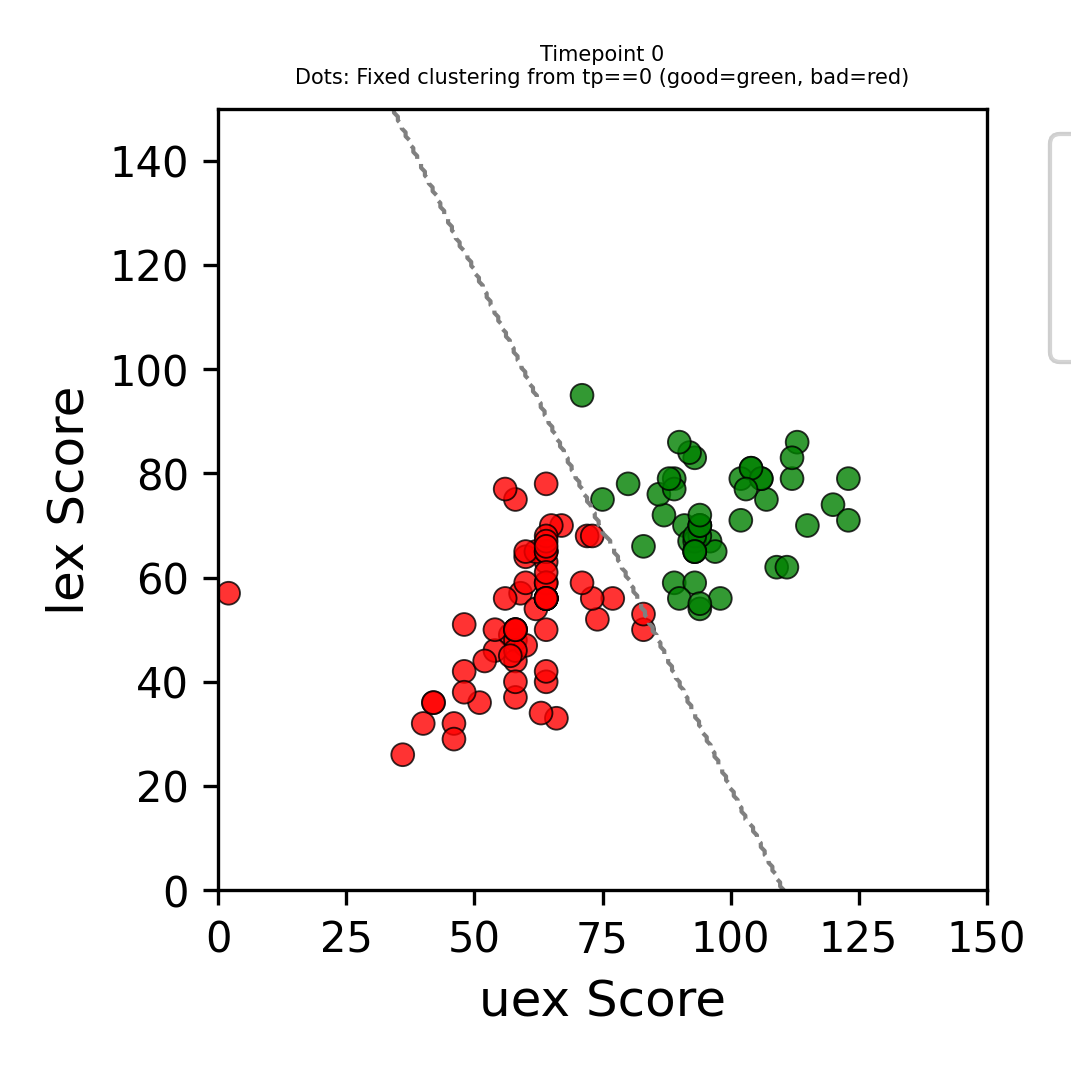 Timepoint 0
Dots: Fixed clustering from tp==0 (good=green, bad=red)
140
120
100
80
60
40
20
0
lex Score
0 25 50 75 100 125 150
uex Score